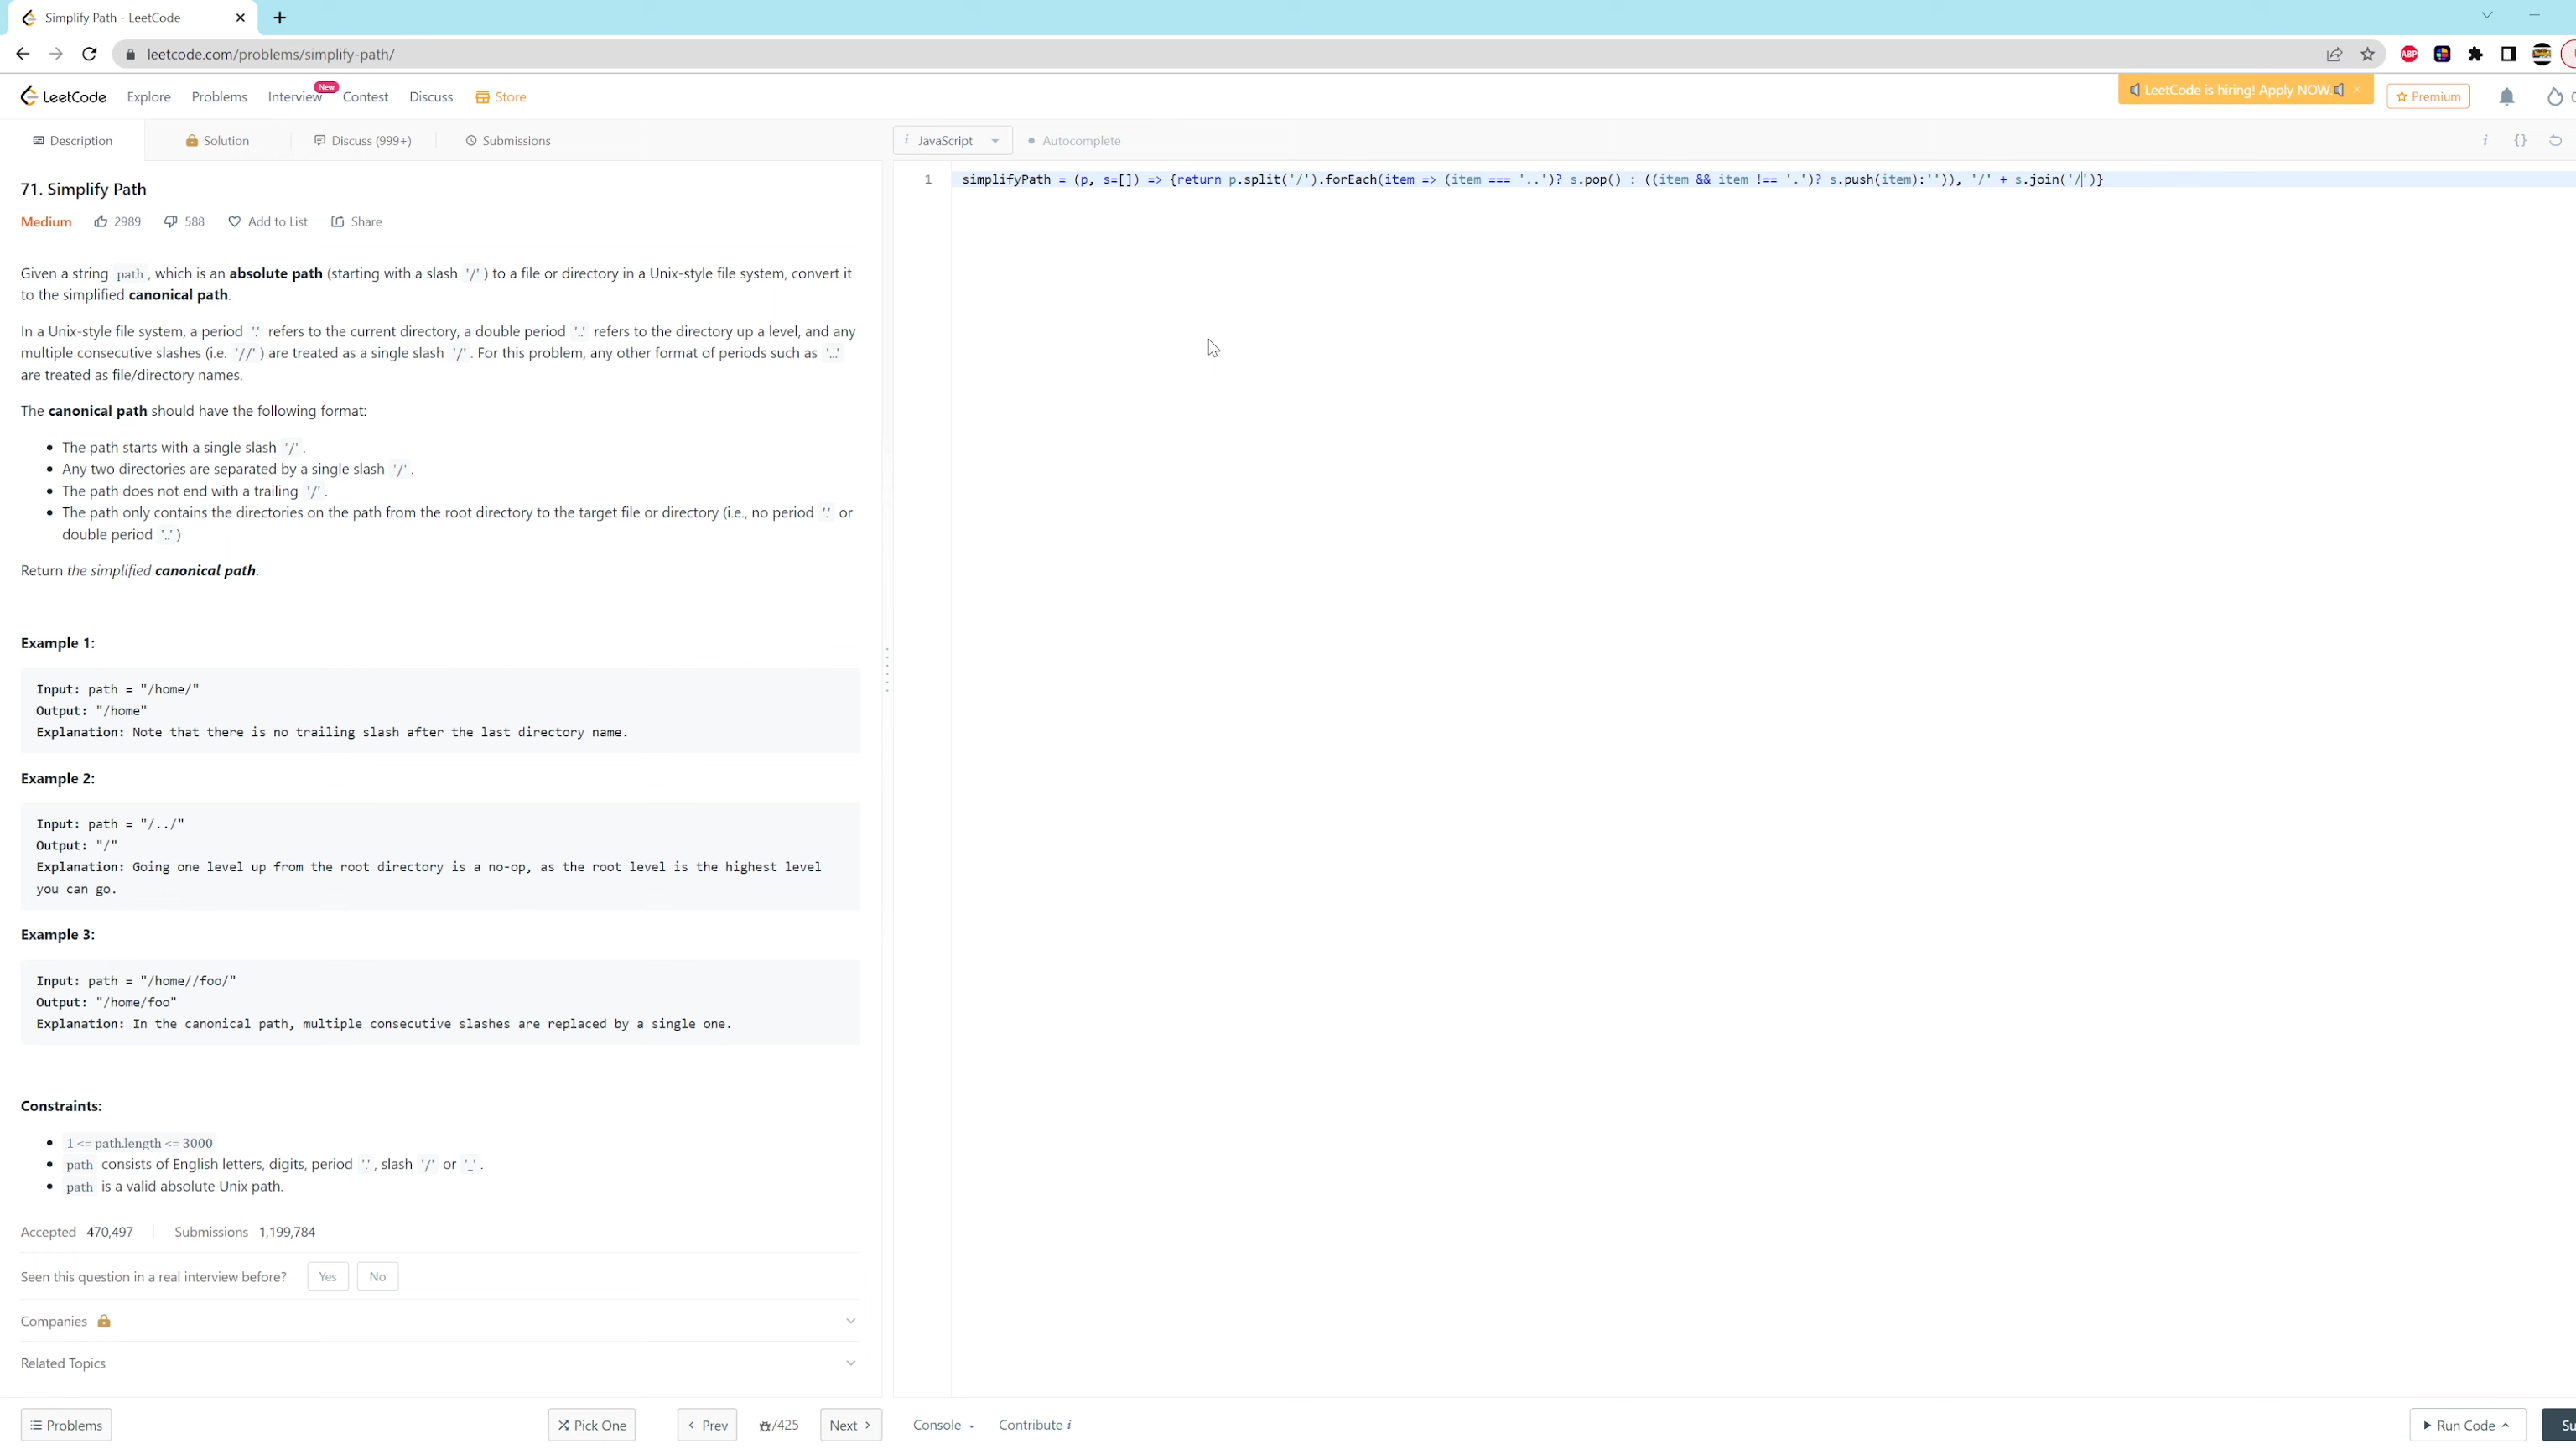 Simplify Path - LeetCode
leetcode.com/problems/simplify-path/
ABP
LeetCode Explore Problems Interview New Contest Discuss Store
LeetCode is hiring! Apply NOW.
Premium
Description Solution Discuss (999+) Submissions
i JavaScript Autocomplete
i {}
71. Simplify Path
1 simplifyPath = (p, s=[]) => {return p.split('/').forEach(item => (item === '..')? s.pop() : ((item && item !== '.')? s.push(item):'')), '/' + s.join('/')}
Medium 2989 588 Add to List Share
Given a string path, which is an absolute path (starting with a slash '/') to a file or directory in a Unix-style file system, convert it
to the simplified canonical path.
In a Unix-style file system, a period '.' refers to the current directory, a double period '..' refers to the directory up a level, and any
multiple consecutive slashes (i.e. '//') are treated as a single slash '/'. For this problem, any other format of periods such as '...'
are treated as file/directory names.
The canonical path should have the following format:
• The path starts with a single slash '/'.
• Any two directories are separated by a single slash '/'.
• The path does not end with a trailing '/'.
• The path only contains the directories on the path from the root directory to the target file or directory (i.e., no period '.' or
double period '..')
Return the simplified canonical path.
Example 1:
Input: path = "/home/"
Output: "/home"
Explanation: Note that there is no trailing slash after the last directory name.
Example 2:
Input: path = "/../"
Output: "/"
Explanation: Going one level up from the root directory is a no-op, as the root level is the highest level
you can go.
Example 3:
Input: path = "/home//foo/"
Output: "/home/foo"
Explanation: In the canonical path, multiple consecutive slashes are replaced by a single one.
Constraints:
• 1 <= path.length <= 3000
• path consists of English letters, digits, period '.', slash '/' or '_'.
• path is a valid absolute Unix path.
Accepted 470,497 Submissions 1,199,784
Seen this question in a real interview before? Yes No
Companies
Related Topics
Problems Pick One Prev /425 Next Console Contribute i Run Code Su